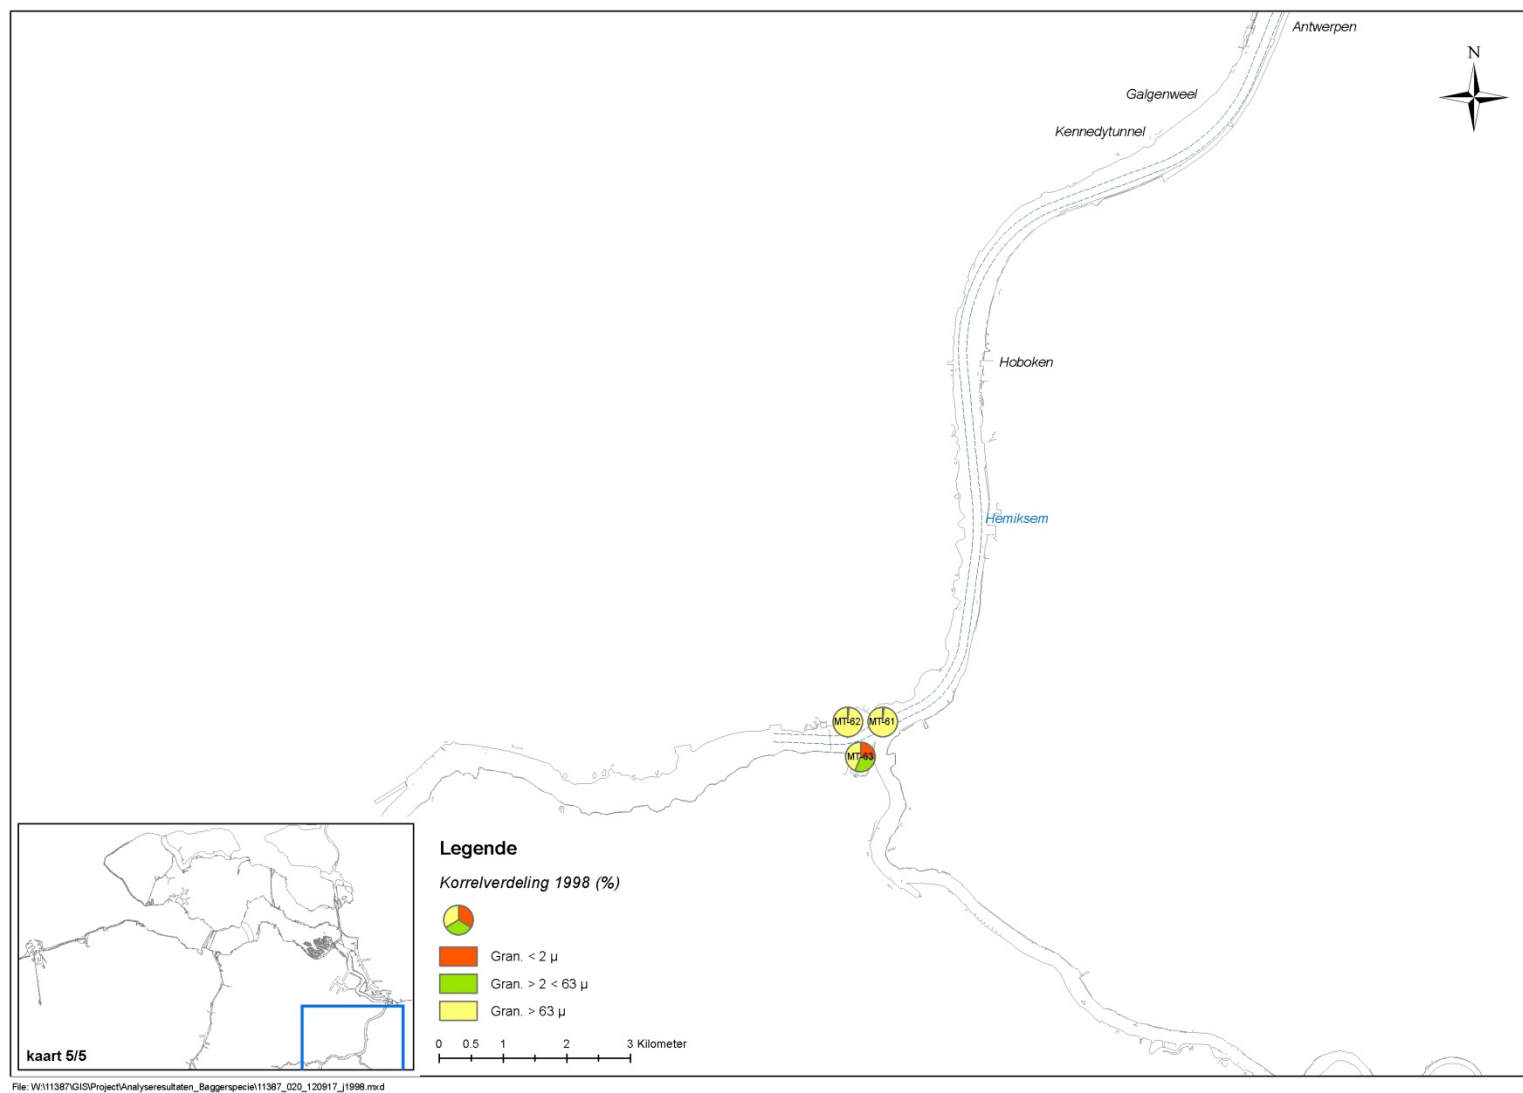 Antwerpen
N
Galgenweel
Kennedytunnel
Hoboken
Hemiksem
MT-62
MT-61
MT-63
Legende
Korrelverdeling 1998 (%)
Gran. < 2 µ
Gran. > 2 < 63 µ
Gran. > 63 µ
0 0.5 1 2 3 Kilometer
kaart 5/5
File: W:\11387\GIS\Project\Analyseresultaten_Baggerspecie\11387_020_120917_j1998.mxd